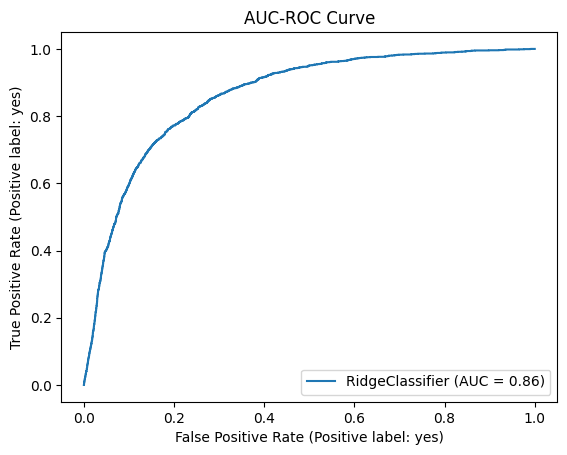 AUC-ROC Curve
True Positive Rate (Positive label: yes)
1.0
0.8
0.6
0.4
0.2
0.0
RidgeClassifier (AUC = 0.86)
0.0 0.2 0.4 0.6 0.8 1.0
False Positive Rate (Positive label: yes)